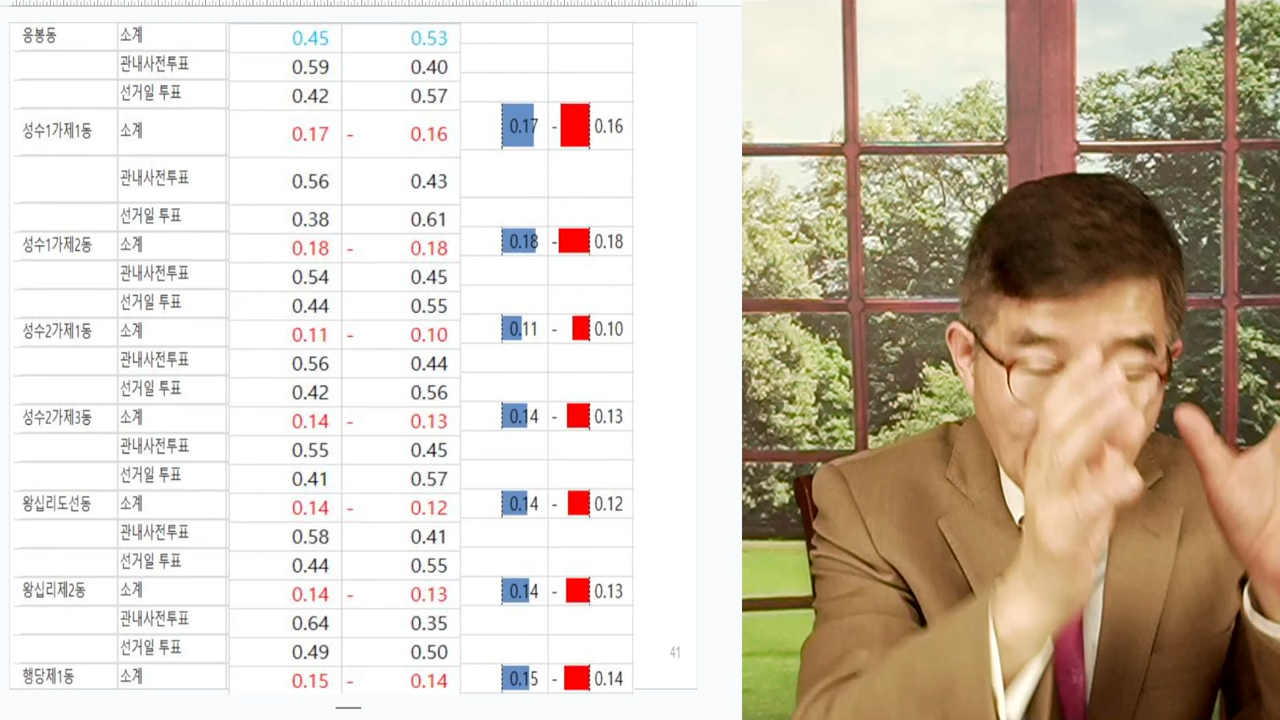 응봉동 소계 0.45 0.53
관내사전투표 0.59 0.40
선거일 투표 0.42 0.57
성수1가제1동 소계 0.17 - 0.16 0.17 - 0.16
관내사전투표 0.56 0.43
선거일 투표 0.38 0.61
성수1가제2동 소계 0.18 - 0.18 0.18 - 0.18
관내사전투표 0.54 0.45
선거일 투표 0.44 0.55
성수2가제1동 소계 0.11 - 0.10 0.11 - 0.10
관내사전투표 0.56 0.44
선거일 투표 0.42 0.56
성수2가제3동 소계 0.14 - 0.13 0.14 - 0.13
관내사전투표 0.55 0.45
선거일 투표 0.41 0.57
왕십리도선동 소계 0.14 - 0.12 0.14 - 0.12
관내사전투표 0.58 0.41
선거일 투표 0.44 0.55
왕십리제2동 소계 0.14 - 0.13 0.14 - 0.13
관내사전투표 0.64 0.35
선거일 투표 0.49 0.50
행당제1동 소계 0.15 - 0.14 0.15 - 0.14
41